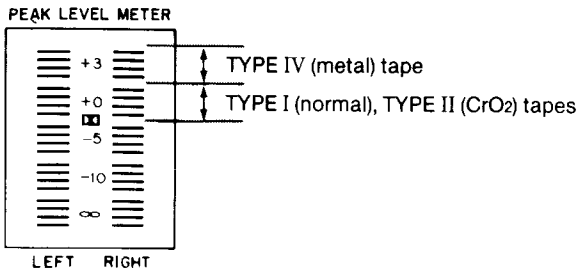 PEAK LEVEL METER
+3
TYPE IV (metal) tape
+0
TYPE I (normal), TYPE II (CrO2) tapes
−5
−10
∞
LEFT RIGHT